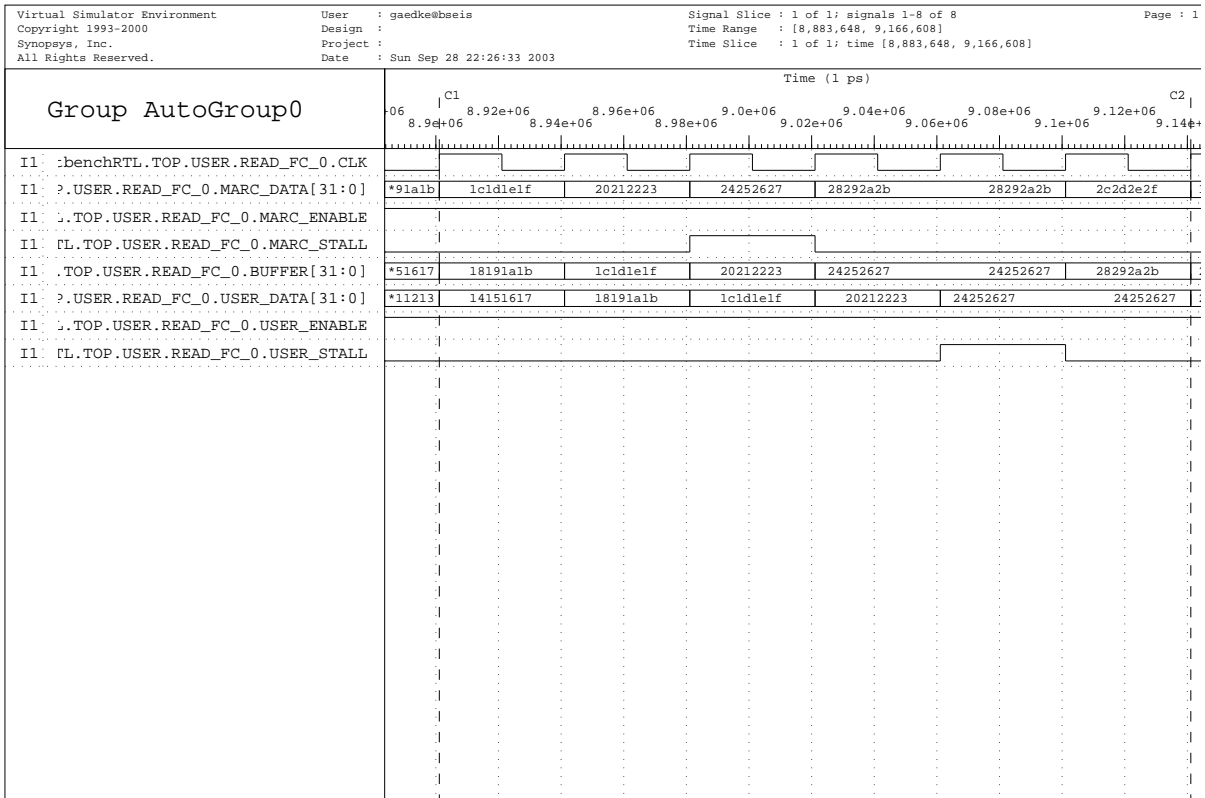 Virtual Simulator Environment User : gaedke@bseis Signal Slice : 1 of 1; signals 1-8 of 8 Page : 1
Copyright 1993-2000 Design : Time Range : [8,883,648, 9,166,608]
Synopsys, Inc. Project : Time Slice : 1 of 1; time [8,883,648, 9,166,608]
All Rights Reserved. Date : Sun Sep 28 22:26:33 2003
Time (1 ps)
C1 C2
Group AutoGroup0
+06 8.92e+06 8.96e+06 9.0e+06 9.04e+06 9.08e+06 9.12e+06
8.9e+06 8.94e+06 8.98e+06 9.02e+06 9.06e+06 9.1e+06 9.14e+
I1 benchRTL.TOP.USER.READ_FC_0.CLK
I1 .USER.READ_FC_0.MARC_DATA[31:0] *91a1b 1c1d1e1f 20212223 24252627 28292a2b 28292a2b 2c2d2e2f
I1 .TOP.USER.READ_FC_0.MARC_ENABLE
I1 TL.TOP.USER.READ_FC_0.MARC_STALL
I1 .TOP.USER.READ_FC_0.BUFFER[31:0] *51617 18191a1b 1c1d1e1f 20212223 24252627 24252627 28292a2b
I1 .USER.READ_FC_0.USER_DATA[31:0] *11213 14151617 18191a1b 1c1d1e1f 20212223 24252627 24252627
I1 .TOP.USER.READ_FC_0.USER_ENABLE
I1 TL.TOP.USER.READ_FC_0.USER_STALL